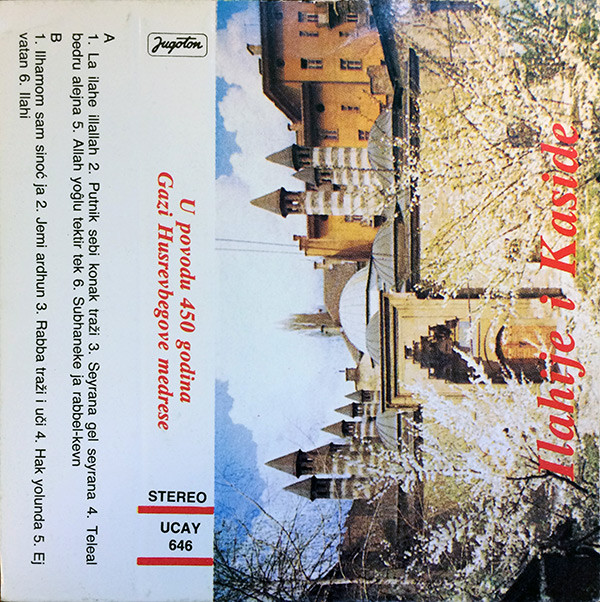 Jugoton
STEREO
UCAY
646
Ilahije i Kaside
U povodu 450 godina
Gazi Husrevbegove medrese
A
1. La ilahe illallah 2. Putnik sebi konak traži 3. Seyrana gel seyrana 4. Teleal
bedru alejna 5. Allah yoğlu tektir tek 6. Subhaneke ja rabbel-kevn
B
1. Ilhamom sam sinoć ja 2. Jemi ardhun 3. Rabba traži i uči 4. Hak yolunda 5. Ej
vatan 6. Ilahi